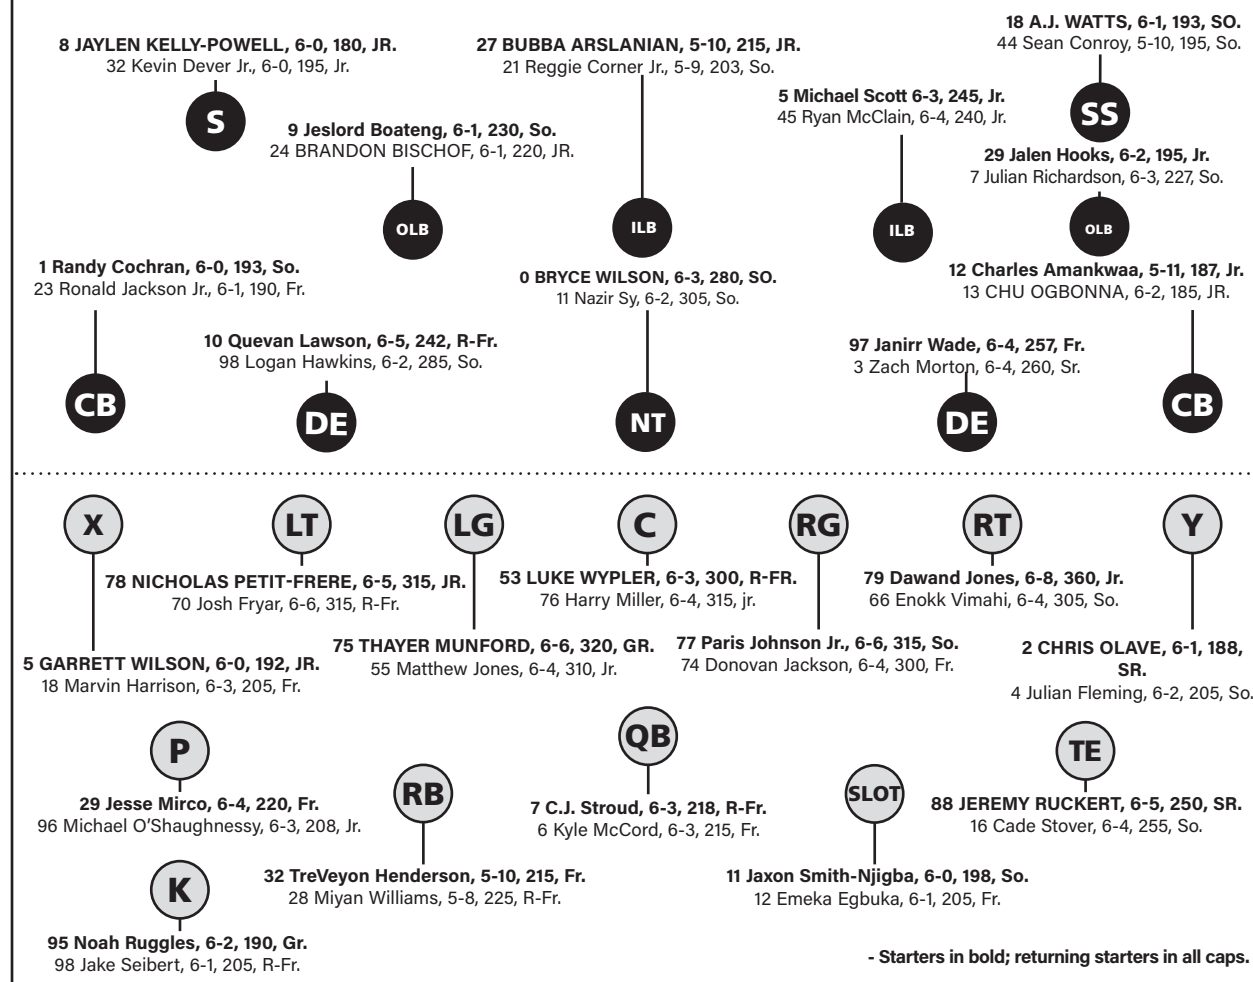 18 A.J. WATTS, 6-1, 193, SO.
44 Sean Conroy, 5-10, 195, So.
SS
8 JAYLEN KELLY-POWELL, 6-0, 180, JR.
32 Kevin Dever Jr., 6-0, 195, Jr.
S
27 BUBBA ARSLANIAN, 5-10, 215, JR.
21 Reggie Corner Jr., 5-9, 203, So.
ILB
5 Michael Scott 6-3, 245, Jr.
45 Ryan McClain, 6-4, 240, Jr.
ILB
9 Jeslord Boateng, 6-1, 230, So.
24 BRANDON BISCHOF, 6-1, 220, JR.
OLB
29 Jalen Hooks, 6-2, 195, Jr.
7 Julian Richardson, 6-3, 227, So.
OLB
1 Randy Cochran, 6-0, 193, So.
23 Ronald Jackson Jr., 6-1, 190, Fr.
CB
0 BRYCE WILSON, 6-3, 280, SO.
11 Nazir Sy, 6-2, 305, So.
NT
12 Charles Amankwaa, 5-11, 187, Jr.
13 CHU OGBONNA, 6-2, 185, JR.
CB
10 Quevan Lawson, 6-5, 242, R-Fr.
98 Logan Hawkins, 6-2, 285, So.
DE
97 Janirr Wade, 6-4, 257, Fr.
3 Zach Morton, 6-4, 260, Sr.
DE
X
LT
LG
C
RG
RT
Y
78 NICHOLAS PETIT-FRERE, 6-5, 315, JR.
70 Josh Fryar, 6-6, 315, R-Fr.
53 LUKE WYPLER, 6-3, 300, R-FR.
76 Harry Miller, 6-4, 315, jr.
79 Dawand Jones, 6-8, 360, Jr.
66 Enokk Vimahi, 6-4, 305, So.
5 GARRETT WILSON, 6-0, 192, JR.
18 Marvin Harrison, 6-3, 205, Fr.
75 THAYER MUNFORD, 6-6, 320, GR.
55 Matthew Jones, 6-4, 310, Jr.
77 Paris Johnson Jr., 6-6, 315, So.
74 Donovan Jackson, 6-4, 300, Fr.
2 CHRIS OLAVE, 6-1, 188,
SR.
4 Julian Fleming, 6-2, 205, So.
P
29 Jesse Mirco, 6-4, 220, Fr.
96 Michael O'Shaughnessy, 6-3, 208, Jr.
RB
32 TreVeyon Henderson, 5-10, 215, Fr.
28 Miyan Williams, 5-8, 225, R-Fr.
QB
7 C.J. Stroud, 6-3, 218, R-Fr.
6 Kyle McCord, 6-3, 215, Fr.
SLOT
11 Jaxon Smith-Njigba, 6-0, 198, So.
12 Emeka Egbuka, 6-1, 205, Fr.
TE
88 JEREMY RUCKERT, 6-5, 250, SR.
16 Cade Stover, 6-4, 255, So.
K
95 Noah Ruggles, 6-2, 190, Gr.
98 Jake Seibert, 6-1, 205, R-Fr.
- Starters in bold; returning starters in all caps.